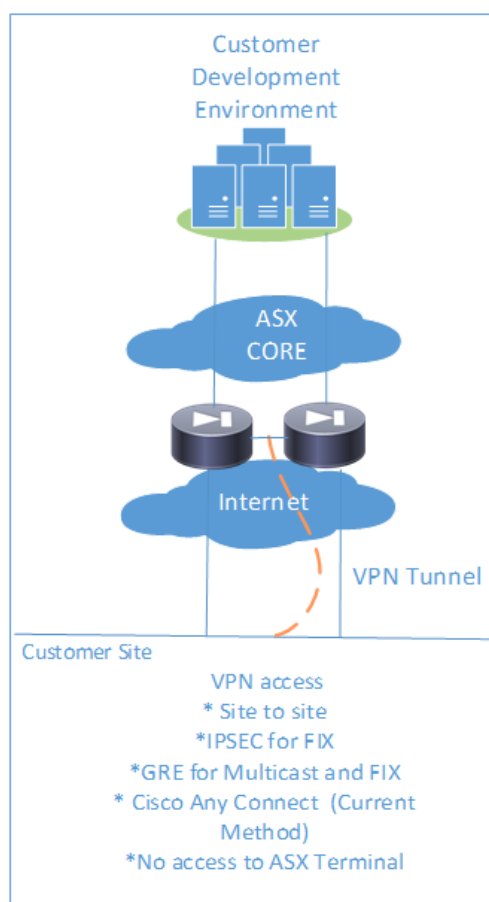 Customer
Development
Environment
ASX
CORE
Internet
VPN Tunnel
Customer Site
VPN access
* Site to site
*IPSEC for FIX
*GRE for Multicast and FIX
* Cisco Any Connect (Current
Method)
*No access to ASX Terminal